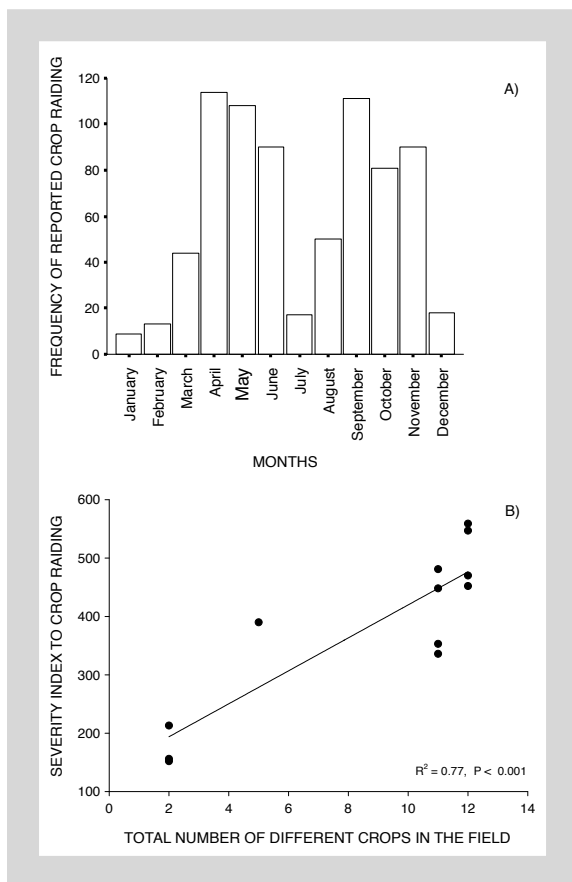 A)
FREQUENCY OF REPORTED CROP RAIDING
120
100
80
60
40
20
0
January
February
March
April
May
June
July
August
September
October
November
December
MONTHS
B)
SEVERITY INDEX TO CROP RAIDING
600
500
400
300
200
100
R² = 0.77, P < 0.001
0
2
4
6
8
10
12
14
TOTAL NUMBER OF DIFFERENT CROPS IN THE FIELD